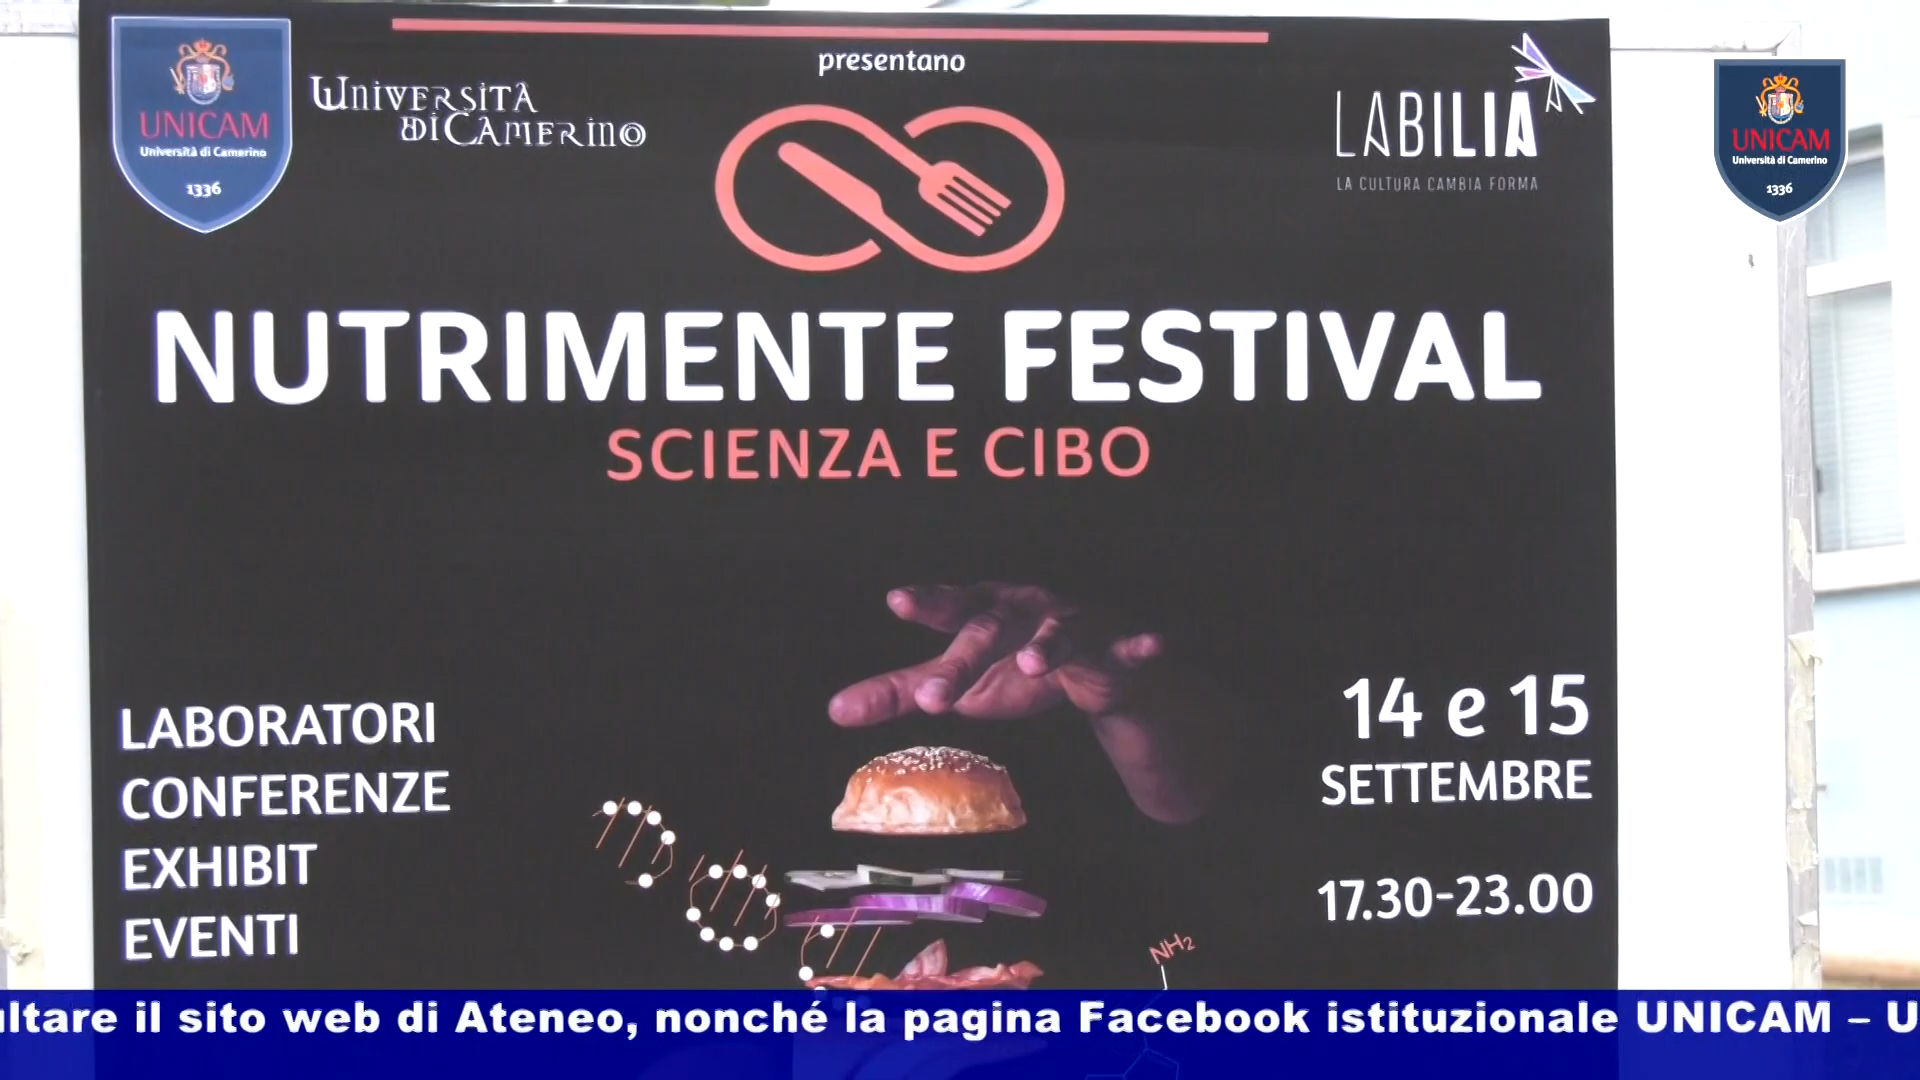 presentano
UNICAM
Università di Camerino
1336
Università
di Camerino
LABILIA
LA CULTURA CAMBIA FORMA
UNICAM
Università di Camerino
1336
NUTRIMENTE FESTIVAL
SCIENZA E CIBO
LABORATORI
CONFERENZE
EXHIBIT
EVENTI
14 e 15
SETTEMBRE
17.30-23.00
NH2
il sito web di Ateneo, nonché la pagina Facebook istituzionale UNICAM –